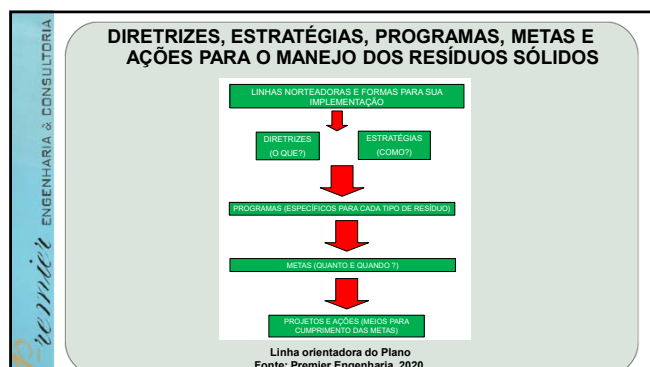 DIRETRIZES, ESTRATÉGIAS, PROGRAMAS, METAS E
AÇÕES PARA O MANEJO DOS RESÍDUOS SÓLIDOS
LINHAS NORTEADORAS E FORMAS PARA SUA
IMPLEMENTAÇÃO
DIRETRIZES
(O QUE?)
ESTRATÉGIAS
(COMO?)
PROGRAMAS (ESPECÍFICOS PARA CADA TIPO DE RESÍDUO)
METAS (QUANTO E QUANDO ?)
PROJETOS E AÇÕES (MEIOS PARA
CUMPRIMENTO DAS METAS)
Linha orientadora do Plano
Fonte: Premier Engenharia, 2020
Premier ENGENHARIA & CONSULTORIA